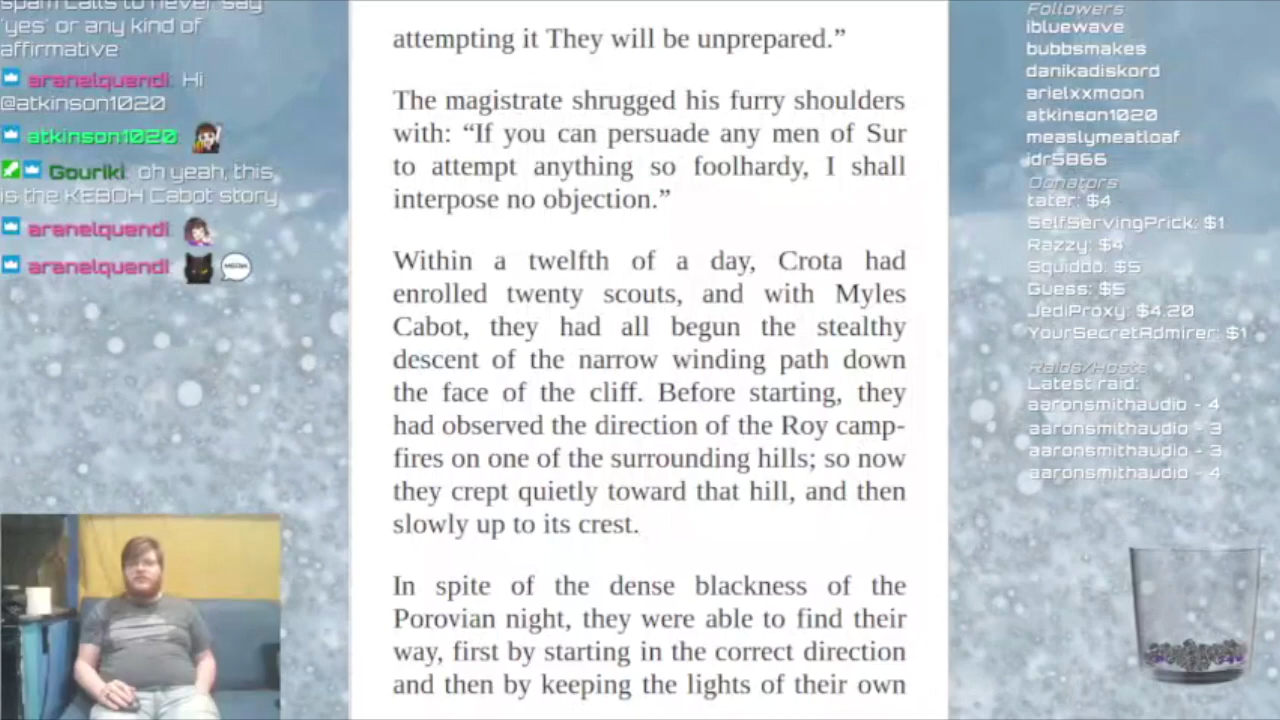 spam calls to never say
'yes' or any kind of
affirmative
aranelquendi: Hi
@atkinson1020
atkinson1020:
Gouriki: oh yeah, this
is the KEBOH Cabot story
aranelquendi:
aranelquendi:
attempting it They will be unprepared.”
The magistrate shrugged his furry shoulders
with: “If you can persuade any men of Sur
to attempt anything so foolhardy, I shall
interpose no objection.”
Within a twelfth of a day, Crota had
enrolled twenty scouts, and with Myles
Cabot, they had all begun the stealthy
descent of the narrow winding path down
the face of the cliff. Before starting, they
had observed the direction of the Roy camp-
fires on one of the surrounding hills; so now
they crept quietly toward that hill, and then
slowly up to its crest.
In spite of the dense blackness of the
Porovian night, they were able to find their
way, first by starting in the correct direction
and then by keeping the lights of their own
Followers
ibluewave
bubbsmakes
danikadiskord
arielxxmoon
atkinson1020
measlymeatloaf
idr5866
Donators
tater: $4
SelfServingPrick: $1
Razzy: $4
Squiddo: $5
Guess: $5
JediProxy: $4.20
YourSecretAdmirer: $1
Raids/Hosts
Latest raid:
aaronsmithaudio - 4
aaronsmithaudio - 3
aaronsmithaudio - 3
aaronsmithaudio - 4